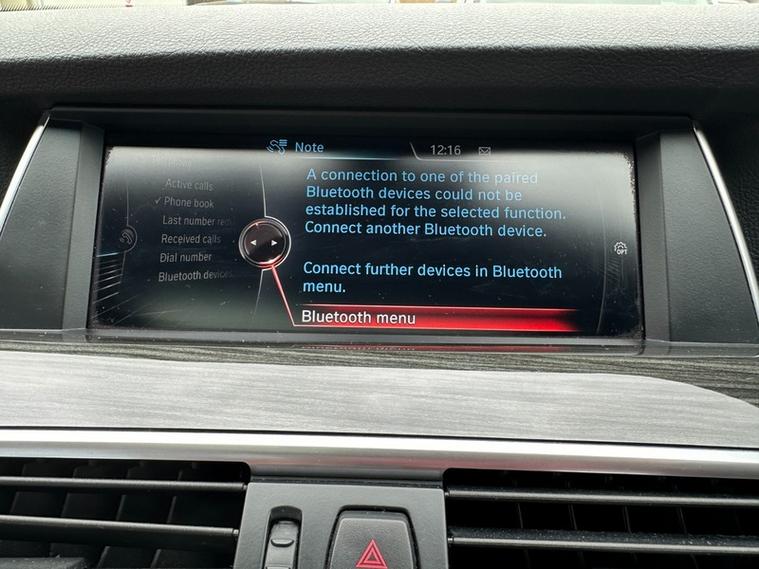 Note
12:16
Active calls
✓ Phone book
Last number rem
Received calls
Dial number
Bluetooth devices
A connection to one of the paired
Bluetooth devices could not be
established for the selected function.
Connect another Bluetooth device.
Connect further devices in Bluetooth
menu.
Bluetooth menu
OPT